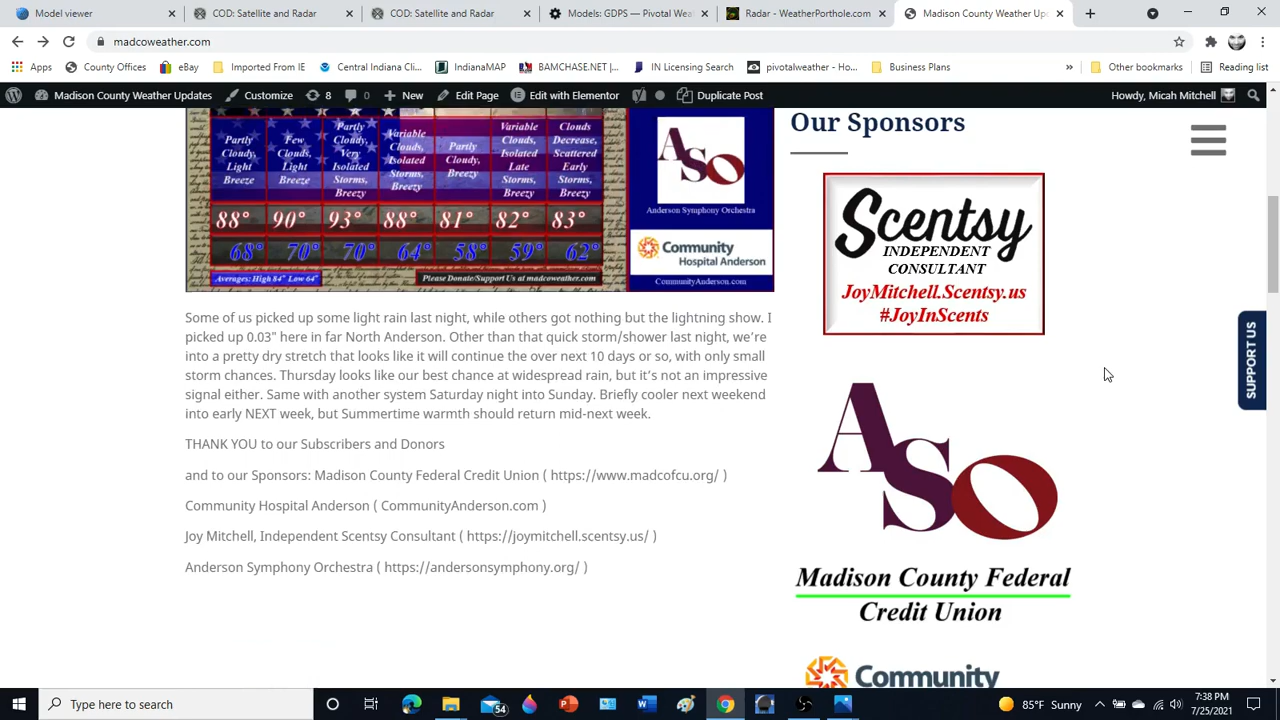 Model viewer
COD: Satellite and Radar
COD: Satellite and Radar
Models: GDPS — Pivotal Wea
Radar - WeatherPortholes.com
Madison County Weather Up
madcoweather.com
Apps
County Offices
eBay
Imported From IE
Central Indiana Cli...
IndianaMAP
BAMCHASE.NET |...
IN Licensing Search
pivotalweather - Ho...
Business Plans
»
Other bookmarks
Reading list
Madison County Weather Updates
Customize
8
0
New
Edit Page
Edit with Elementor
Duplicate Post
Howdy, Micah Mitchell
Partly Cloudy, Light Breeze
Few Clouds, Light Breeze
Partly Cloudy, Very Isolated Storms, Breezy
Variable Clouds, Isolated Storms, Breezy
Partly Cloudy, Breezy
Variable Clouds, Isolated Late Storms, Breezy
Clouds Decrease, Scattered Early Storms, Breezy
88° 90° 93° 88° 81° 82° 83°
68° 70° 70° 64° 58° 59° 62°
Averages: High 84° Low 64°
Please Donate/Support Us at madcoweather.com
ASO
Anderson Symphony Orchestra
Community
Hospital Anderson
CommunityAnderson.com
Some of us picked up some light rain last night, while others got nothing but the lightning show. I
picked up 0.03" here in far North Anderson. Other than that quick storm/shower last night, we're
into a pretty dry stretch that looks like it will continue the over next 10 days or so, with only small
storm chances. Thursday looks like our best chance at widespread rain, but it's not an impressive
signal either. Same with another system Saturday night into Sunday. Briefly cooler next weekend
into early NEXT week, but Summertime warmth should return mid-next week.
THANK YOU to our Subscribers and Donors
and to our Sponsors: Madison County Federal Credit Union ( https://www.madcofcu.org/ )
Community Hospital Anderson ( CommunityAnderson.com )
Joy Mitchell, Independent Scentsy Consultant ( https://joymitchell.scentsy.us/ )
Anderson Symphony Orchestra ( https://andersonsymphony.org/ )
Our Sponsors
Scentsy
INDEPENDENT
CONSULTANT
JoyMitchell.Scentsy.us
#JoyInScents
ASO
Madison County Federal
Credit Union
Community
SUPPORT US
Type here to search
54
85°F Sunny
7:38 PM
7/25/2021